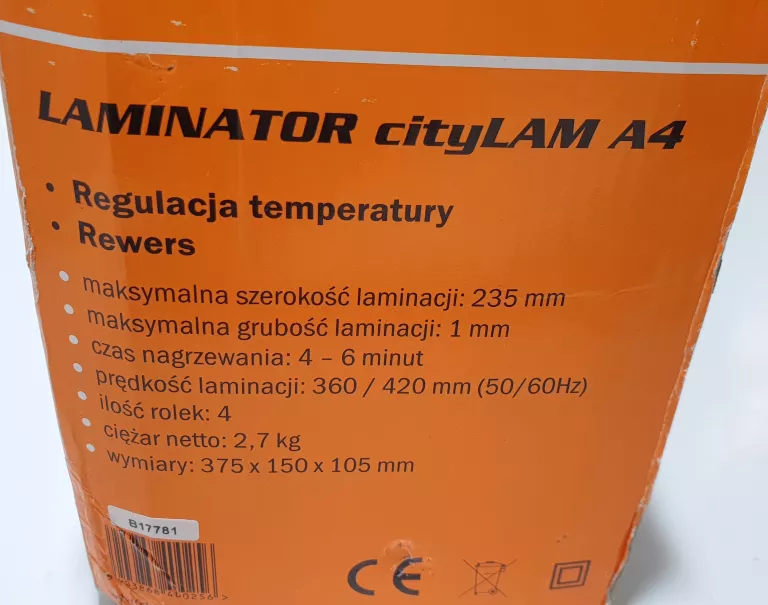 LAMINATOR cityLAM A4
• Regulacja temperatury
• Rewers
• maksymalna szerokość laminacji: 235 mm
• maksymalna grubość laminacji: 1 mm
• czas nagrzewania: 4 – 6 minut
• prędkość laminacji: 360 / 420 mm (50/60Hz)
• ilość rolek: 4
• ciężar netto: 2,7 kg
• wymiary: 375 x 150 x 105 mm
B17781
CE